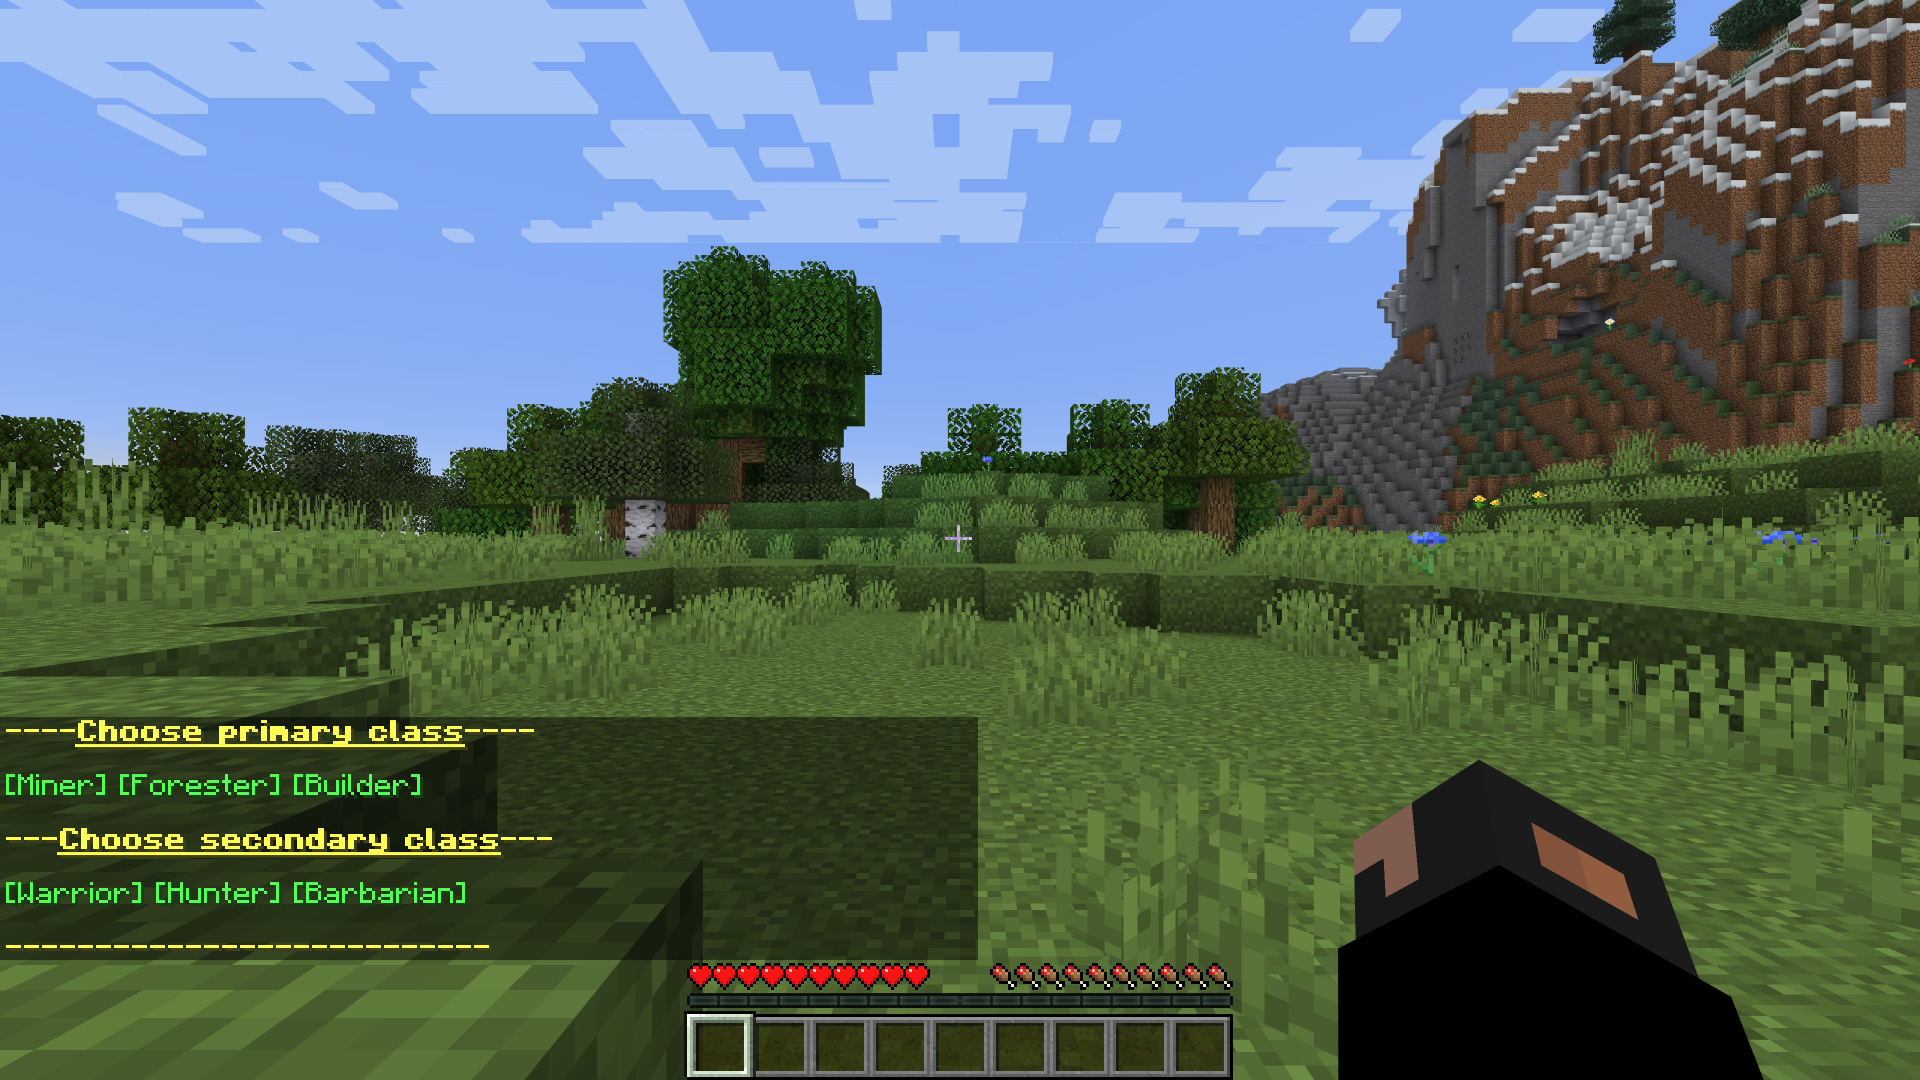 ----Choose primary class----
[Miner] [Forester] [Builder]
---Choose secondary class---
[Warrior] [Hunter] [Barbarian]
---------------------------